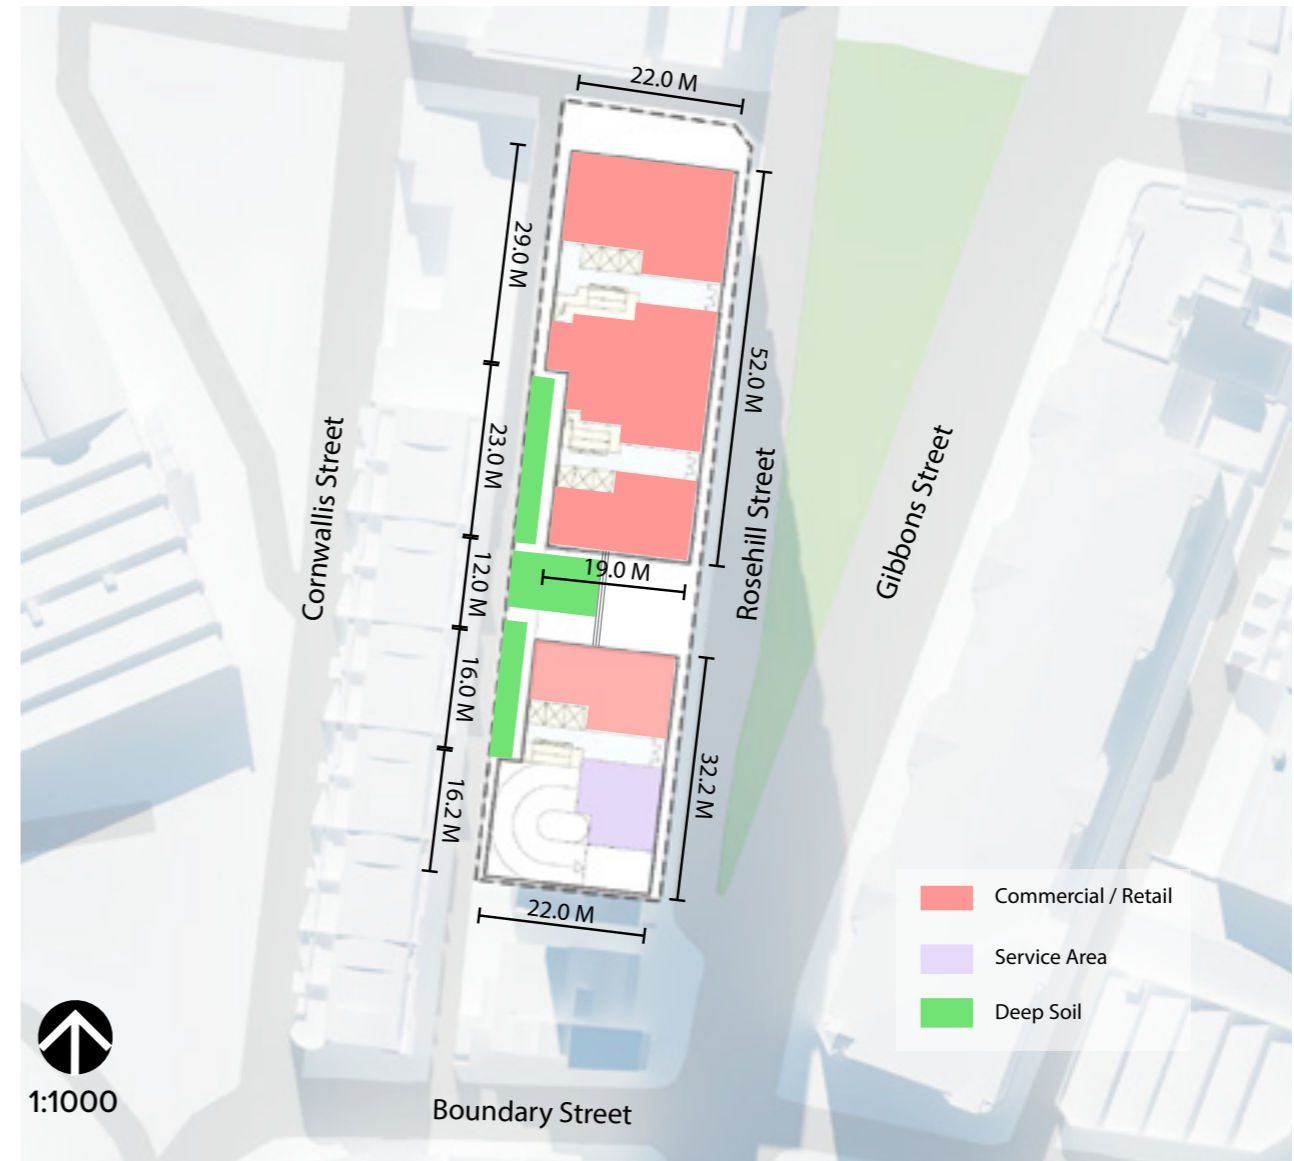 22.0 M
29.0 M
52.0 M
23.0 M
Cornwallis Street
Rosehill Street
Gibbons Street
12.0 M
19.0 M
16.0 M
32.2 M
16.2 M
22.0 M
Commercial / Retail
Service Area
Deep Soil
1:1000
Boundary Street